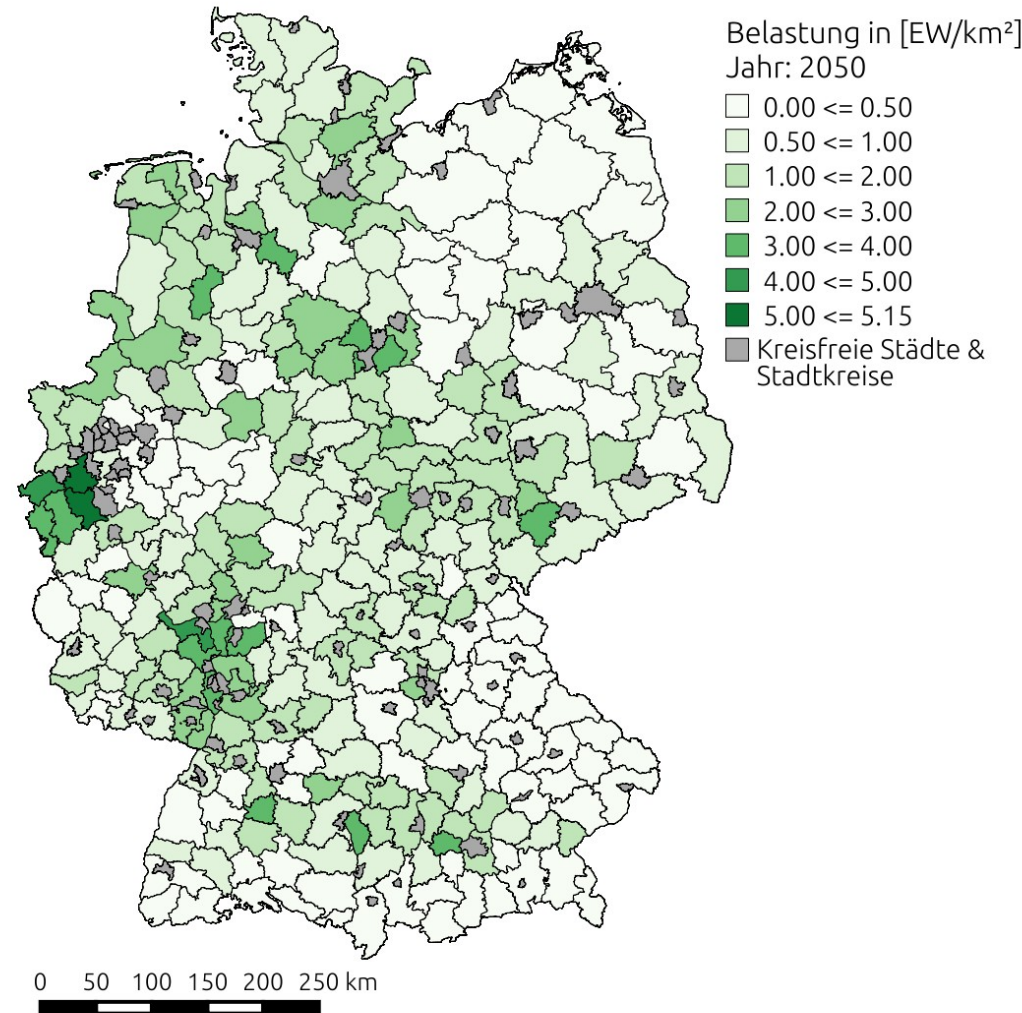 Belastung in [EW/km²]
Jahr: 2050
0.00 <= 0.50
0.50 <= 1.00
1.00 <= 2.00
2.00 <= 3.00
3.00 <= 4.00
4.00 <= 5.00
5.00 <= 5.15
Kreisfreie Städte &
Stadtkreise
0 50 100 150 200 250 km